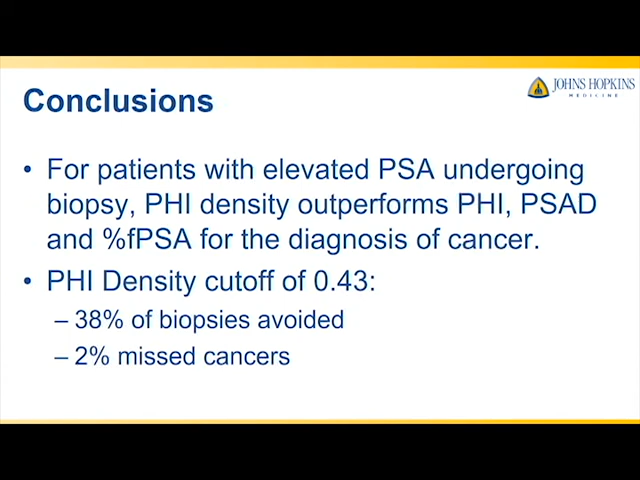 JOHNS HOPKINS
MEDICINE
Conclusions
• For patients with elevated PSA undergoing
biopsy, PHI density outperforms PHI, PSAD
and %fPSA for the diagnosis of cancer.
• PHI Density cutoff of 0.43:
– 38% of biopsies avoided
– 2% missed cancers